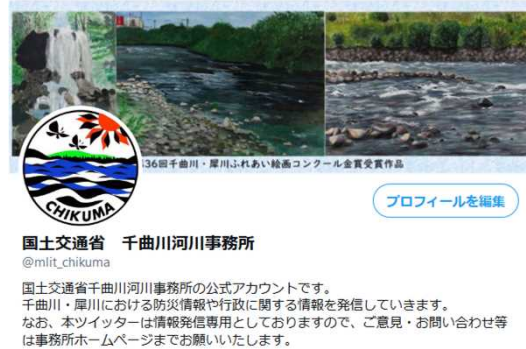 36回千曲川・犀川ふれあい絵画コンクール金賞受賞作品
CHIKUMA
プロフィールを編集
国土交通省 千曲川河川事務所
@mlit_chikuma
国土交通省千曲川河川事務所の公式アカウントです。
千曲川・犀川における防災情報や行政に関する情報を発信していきます。
なお、本ツイッターは情報発信専用としておりますので、ご意見・お問い合わせ等
は事務所ホームページまでお願いいたします。